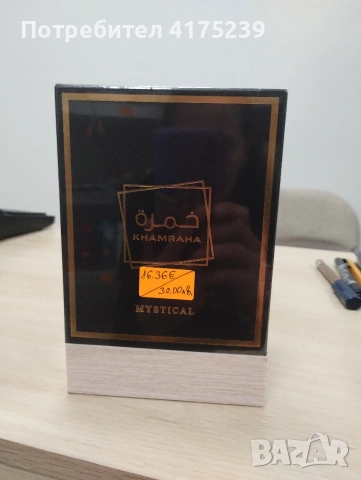 Потребител 4175239
خمرة
KHAMRAHA
16.36€
30.00лв.
MYSTICAL
BAZAR